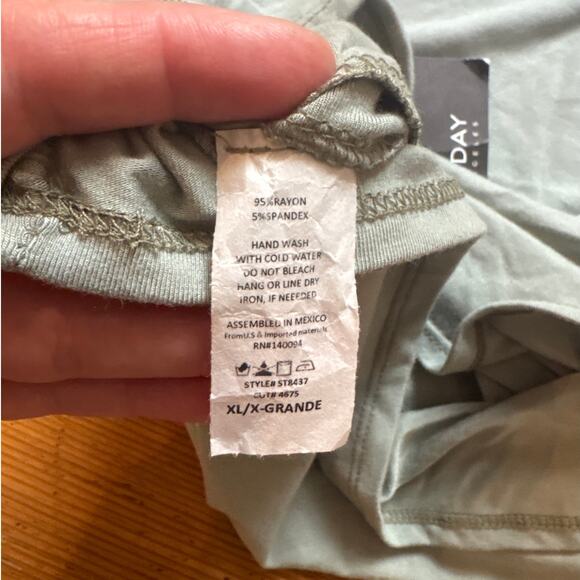 95%RAYON
5%SPANDEX
HAND WASH
WITH COLD WATER
DO NOT BLEACH
HANG OR LINE DRY
IRON, IF NEEDED
ASSEMBLED IN MEXICO
From U.S & Imported materials
RN#140094
STYLE# ST8437
CUT# 4675
XL/X-GRANDE
DAY
GELES